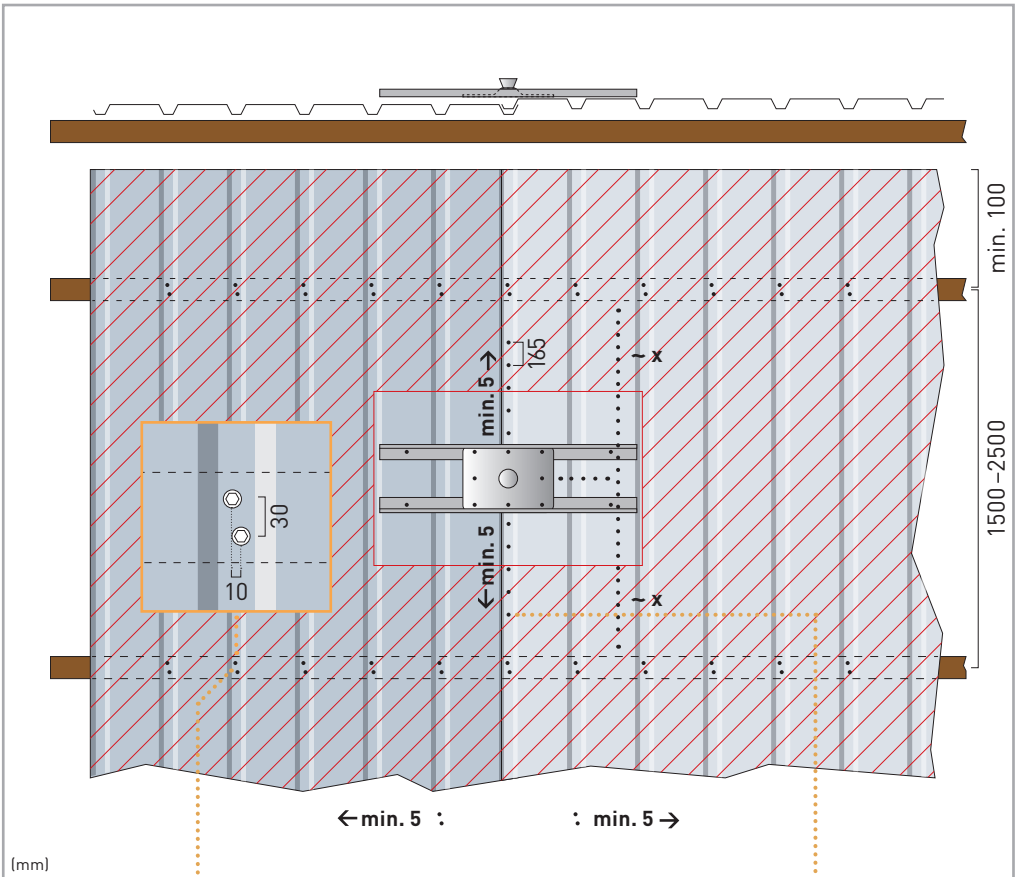 min. 100
165
~ x
min. 5 →
1500–2500
30
10
← min. 5
~ x
← min. 5 :
: min. 5 →
(mm)